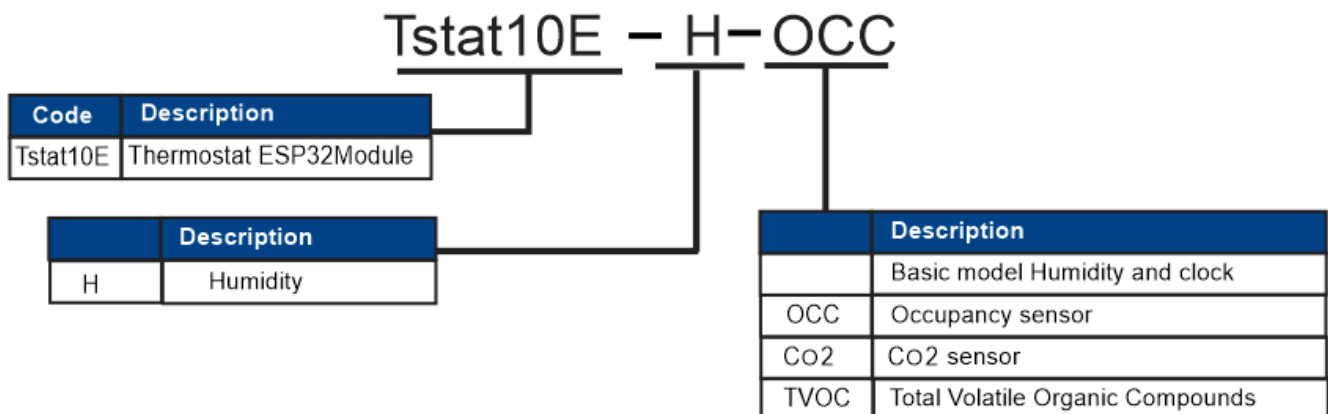 Tstat10E – H – OCC
Code Description
Tstat10E Thermostat ESP32Module
Description
H Humidity
Description
Basic model Humidity and clock
OCC Occupancy sensor
CO2 CO2 sensor
TVOC Total Volatile Organic Compounds